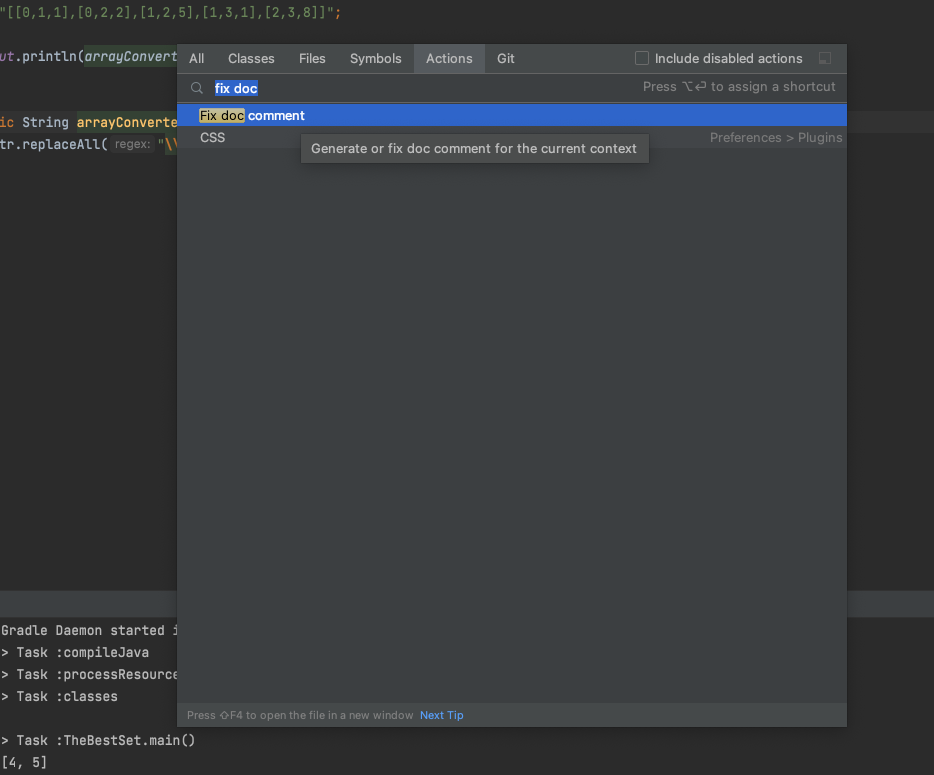 "[[0,1,1],[0,2,2],[1,2,5],[1,3,1],[2,3,8]]";
ut.println(arrayConvert
All Classes Files Symbols Actions Git Include disabled actions
fix doc Press ⌥⏎ to assign a shortcut
Fix doc comment
ic String arrayConverte
CSS Preferences > Plugins
tr.replaceAll( regex: "\\
Generate or fix doc comment for the current context
Gradle Daemon started i
> Task :compileJava
> Task :processResource
> Task :classes
Press ⇧F4 to open the file in a new window Next Tip
> Task :TheBestSet.main()
[4, 5]